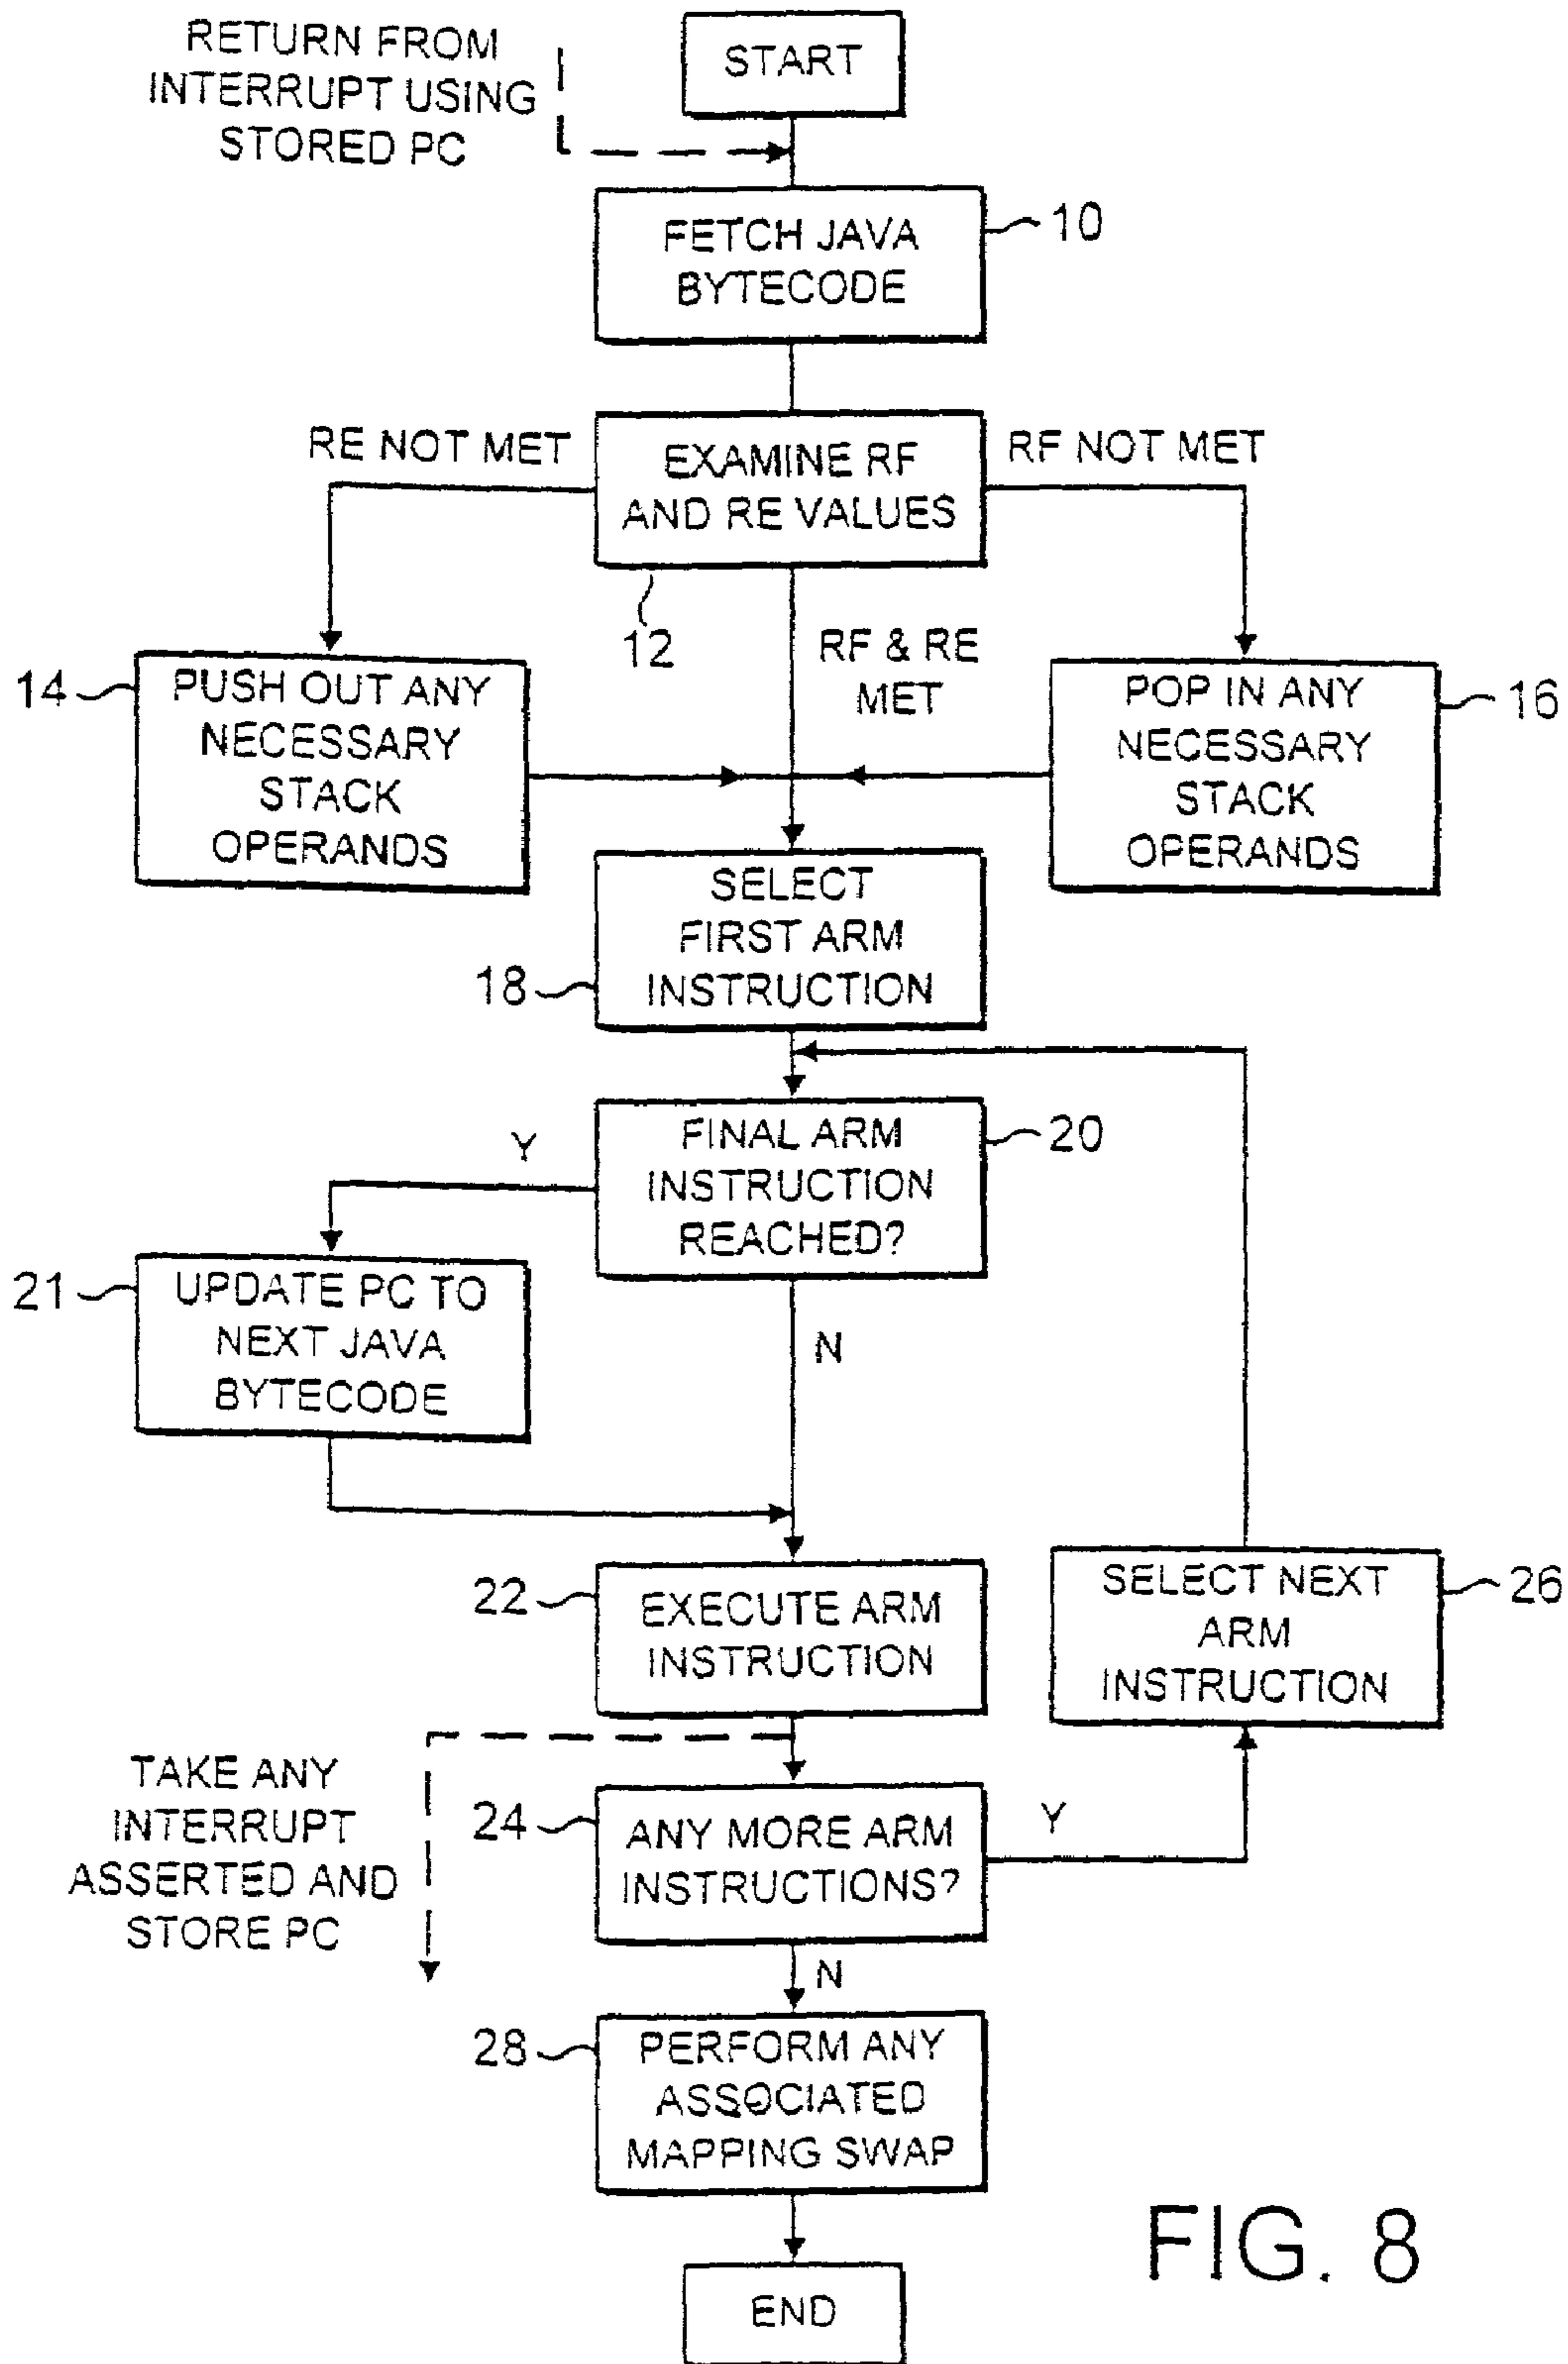 RETURN FROM
INTERRUPT USING
STORED PC
START
FETCH JAVA
BYTECODE
10
RE NOT MET
EXAMINE RF
AND RE VALUES
RF NOT MET
12
RF & RE
MET
14
PUSH OUT ANY
NECESSARY
STACK
OPERANDS
POP IN ANY
NECESSARY
STACK
OPERANDS
16
SELECT
FIRST ARM
INSTRUCTION
18
FINAL ARM
INSTRUCTION
REACHED?
20
Y
21
UPDATE PC TO
NEXT JAVA
BYTECODE
N
22
EXECUTE ARM
INSTRUCTION
SELECT NEXT
ARM
INSTRUCTION
26
TAKE ANY
INTERRUPT
ASSERTED AND
STORE PC
24
ANY MORE ARM
INSTRUCTIONS?
Y
N
28
PERFORM ANY
ASSOCIATED
MAPPING SWAP
END
FIG. 8